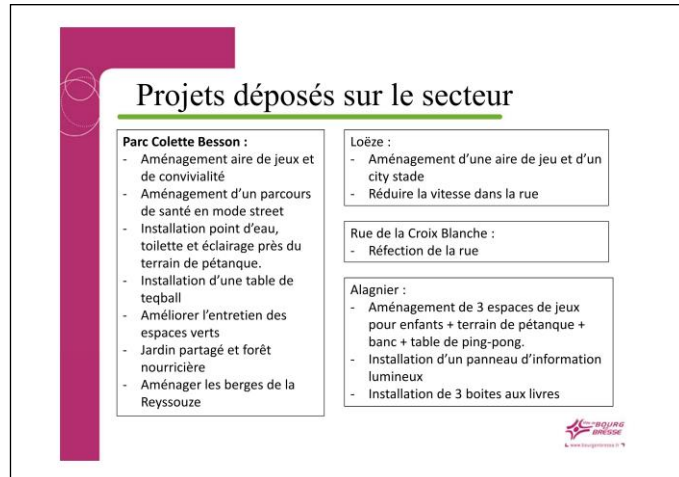 Projets déposés sur le secteur
Parc Colette Besson :
- Aménagement aire de jeux et
de convivialité
- Aménagement d'un parcours
de santé en mode street
- Installation point d'eau,
toilette et éclairage près du
terrain de pétanque.
- Installation d'une table de
teqball
- Améliorer l'entretien des
espaces verts
- Jardin partagé et forêt
nourricière
- Aménager les berges de la
Reyssouze
Loëze :
- Aménagement d'une aire de jeu et d'un
city stade
- Réduire la vitesse dans la rue
Rue de la Croix Blanche :
- Réfection de la rue
Alagnier :
- Aménagement de 3 espaces de jeux
pour enfants + terrain de pétanque +
banc + table de ping-pong.
- Installation d'un panneau d'information
lumineux
- Installation de 3 boites aux livres
BOURG
BRESSE
www.bourgenbresse.fr